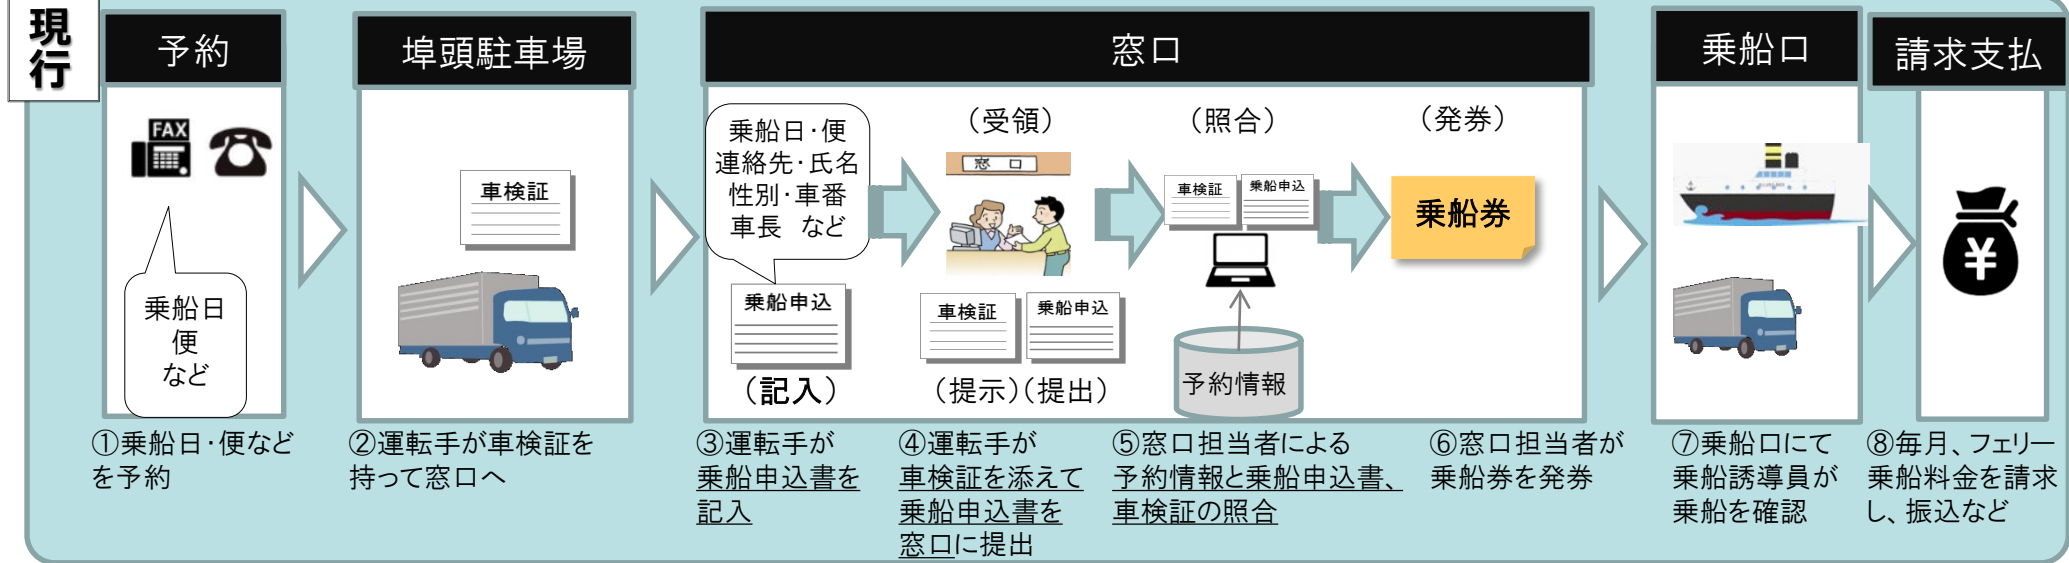 現行
予約
埠頭駐車場
窓口
乗船口
請求支払
FAX
乗船日
便
など
車検証
乗船日・便
連絡先・氏名
性別・車番
車長 など
乗船申込
（記入）
（受領）
窓 口
車検証
乗船申込
（提示）（提出）
（照合）
車検証
乗船申込
予約情報
（発券）
乗船券
¥
①乗船日・便など
を予約
②運転手が車検証を
持って窓口へ
③運転手が
乗船申込書を
記入
④運転手が
車検証を添えて
乗船申込書を
窓口に提出
⑤窓口担当者による
予約情報と乗船申込書、
車検証の照合
⑥窓口担当者が
乗船券を発券
⑦乗船口にて
乗船誘導員が
乗船を確認
⑧毎月、フェリー
乗船料金を請求
し、振込など